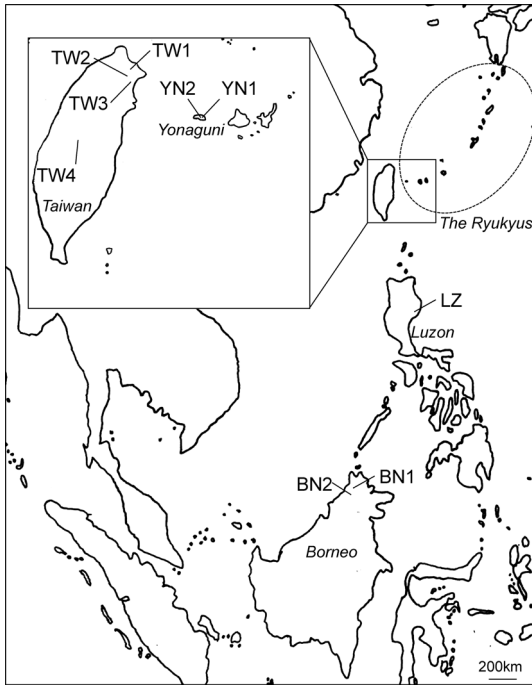 TW2
TW1
TW3
YN2
YN1
Yonaguni
TW4
Taiwan
The Ryukyus
LZ
Luzon
BN2
BN1
Borneo
200km